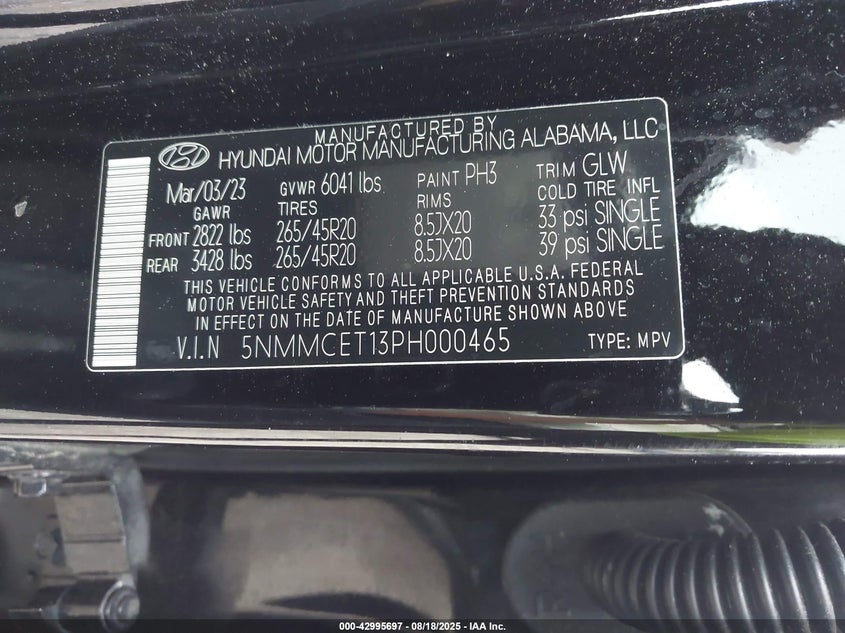 MANUFACTURED BY
HYUNDAI MOTOR MANUFACTURING ALABAMA, LLC
Mar/03/23 GVWR 6041 lbs PAINT PH3 TRIM GLW
GAWR TIRES RIMS COLD TIRE INFL
FRONT 2822 lbs 265/45R20 8.5JX20 33 psi SINGLE
REAR 3428 lbs 265/45R20 8.5JX20 39 psi SINGLE
THIS VEHICLE CONFORMS TO ALL APPLICABLE U.S.A. FEDERAL
MOTOR VEHICLE SAFETY AND THEFT PREVENTION STANDARDS
IN EFFECT ON THE DATE OF MANUFACTURE SHOWN ABOVE
V.I.N 5NMMCET13PH000465 TYPE: MPV
000-42995697 - 08/18/2025 - IAA Inc.